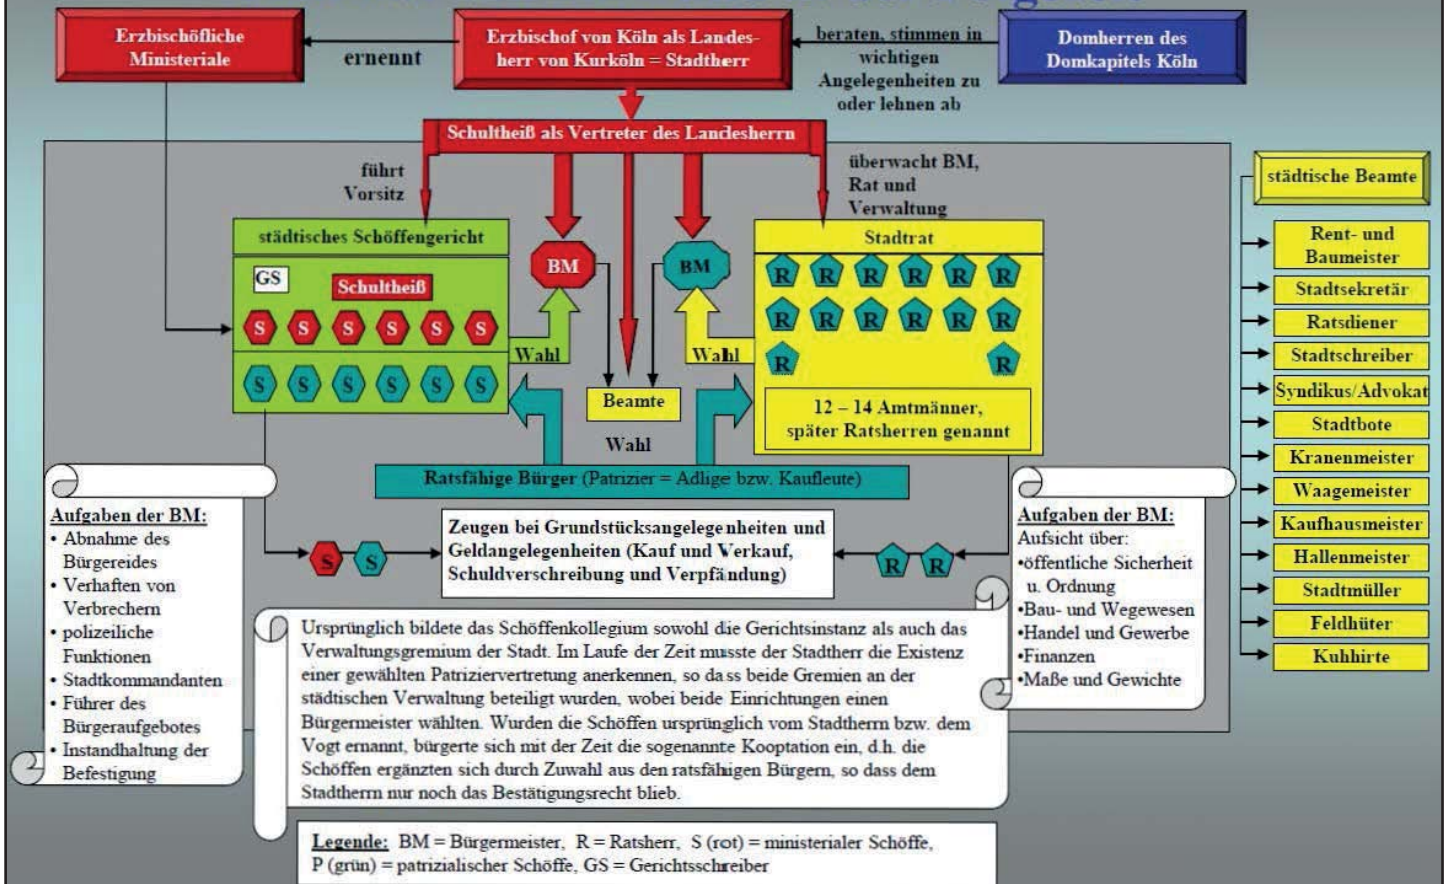 Erzbischöfliche
Ministeriale
ernennt
Erzbischof von Köln als Landes-
herr von Kurköln = Stadtherr
beraten, stimmen in
wichtigen
Angelegenheiten zu
oder lehnen ab
Domherren des
Domkapitels Köln
Schultheiß als Vertreter des Landesherrn
führt
Vorsitz
überwacht BM,
Rat und
Verwaltung
städtisches Schöffengericht
GS
Schultheiß
S S S S S S
S S S S S S
BM
BM
Wahl
Wahl
Beamte
Wahl
Stadtrat
R R R R R R
R R R R R R
R R
12 – 14 Amtmänner,
später Ratsherren genannt
Ratsfähige Bürger (Patrizier = Adlige bzw. Kaufleute)
S S
Zeugen bei Grundstücksangelegenheiten und
Geldangelegenheiten (Kauf und Verkauf,
Schuldverschreibung und Verpfändung)
R R
Aufgaben der BM:
• Abnahme des
Bürgereides
• Verhaften von
Verbrechern
• polizeiliche
Funktionen
• Stadtkommandanten
• Führer des
Bürgeraufgebotes
• Instandhaltung der
Befestigung
Aufgaben der BM:
Aufsicht über:
•öffentliche Sicherheit
u. Ordnung
•Bau- und Wegewesen
•Handel und Gewerbe
•Finanzen
•Maße und Gewichte
Ursprünglich bildete das Schöffenkollegium sowohl die Gerichtsinstanz als auch das
Verwaltungsgremium der Stadt. Im Laufe der Zeit musste der Stadtherr die Existenz
einer gewählten Patriziervertretung anerkennen, so dass beide Gremien an der
städtischen Verwaltung beteiligt wurden, wobei beide Einrichtungen einen
Bürgermeister wählten. Wurden die Schöffen ursprünglich vom Stadtherrn bzw. dem
Vogt ernannt, bürgerte sich mit der Zeit die sogenannte Kooptation ein, d.h. die
Schöffen ergänzten sich durch Zuwahl aus den ratsfähigen Bürgern, so dass dem
Stadtherrn nur noch das Bestätigungsrecht blieb.
Legende: BM = Bürgermeister, R = Ratsherr, S (rot) = ministerialer Schöffe,
P (grün) = patrizialischer Schöffe, GS = Gerichtsschreiber
städtische Beamte
Rent- und
Baumeister
Stadtsekretär
Ratsdiener
Stadtschreiber
Syndikus/Advokat
Stadtbote
Kranenmeister
Waagemeister
Kaufhausmeister
Hallenmeister
Stadtmüller
Feldhüter
Kuhhirte